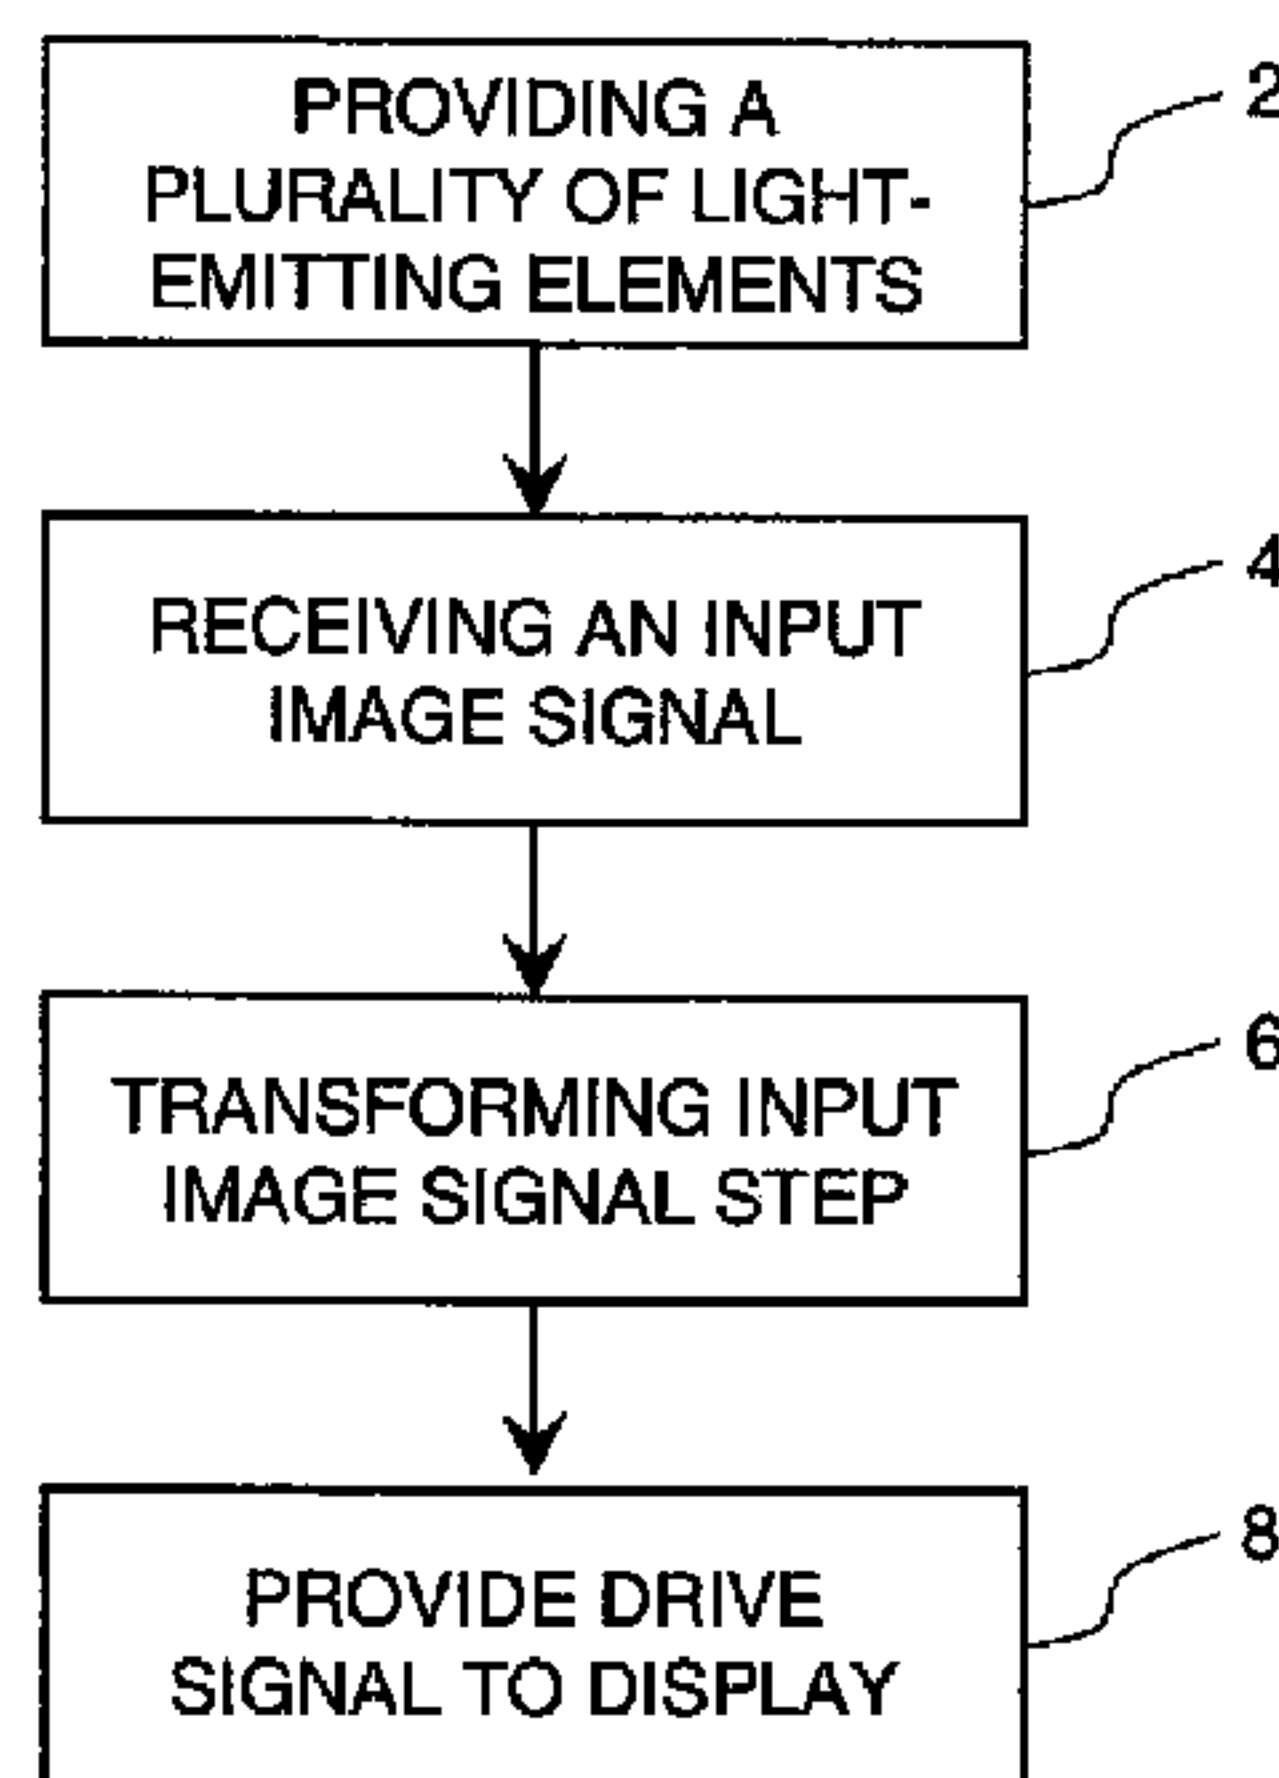 PROVIDING A
PLURALITY OF LIGHT-
EMITTING ELEMENTS
2
RECEIVING AN INPUT
IMAGE SIGNAL
4
TRANSFORMING INPUT
IMAGE SIGNAL STEP
6
PROVIDE DRIVE
SIGNAL TO DISPLAY
8